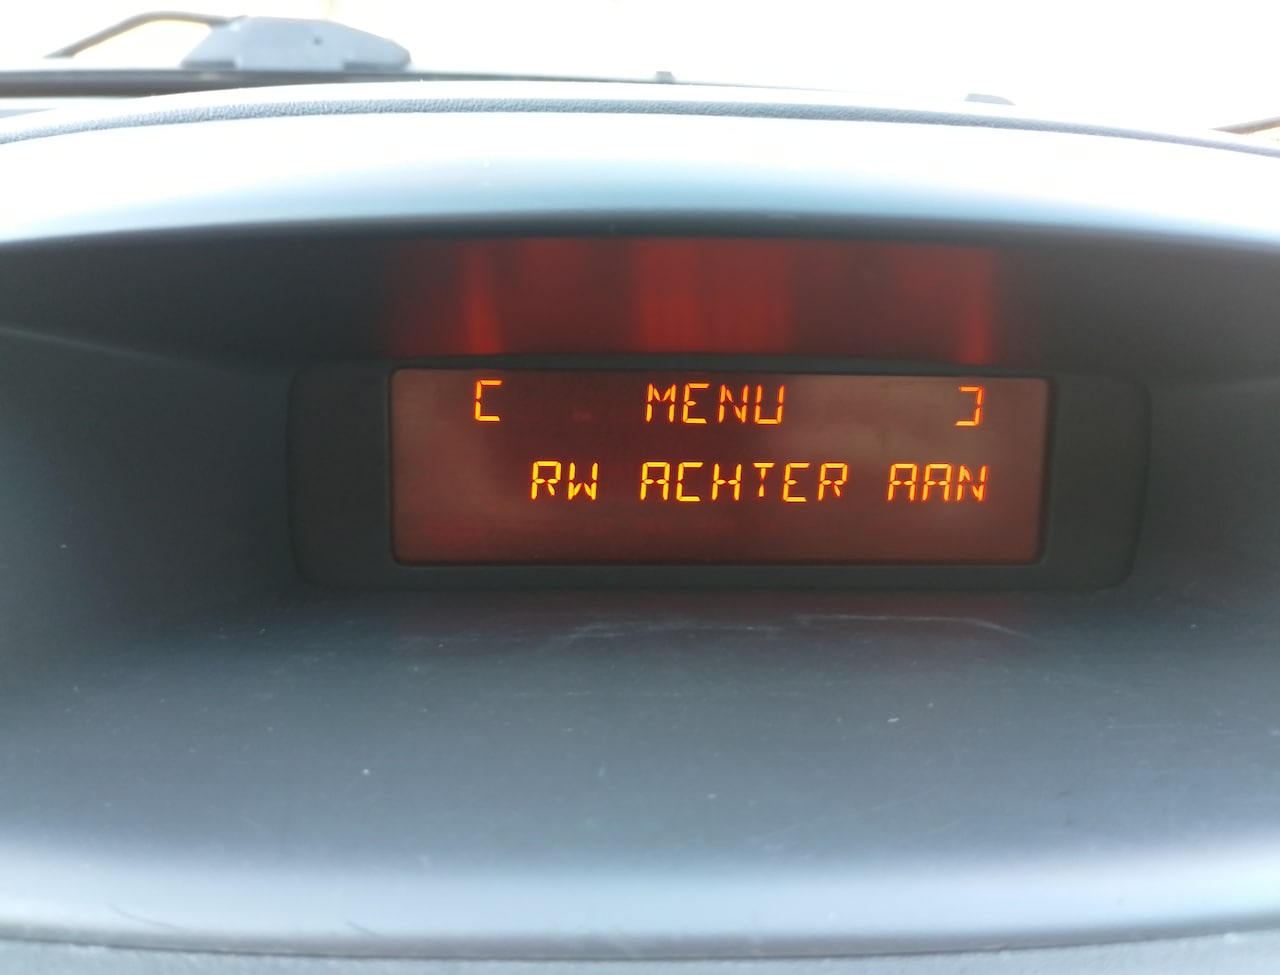 [ MENU ]
RW ACHTER AAN